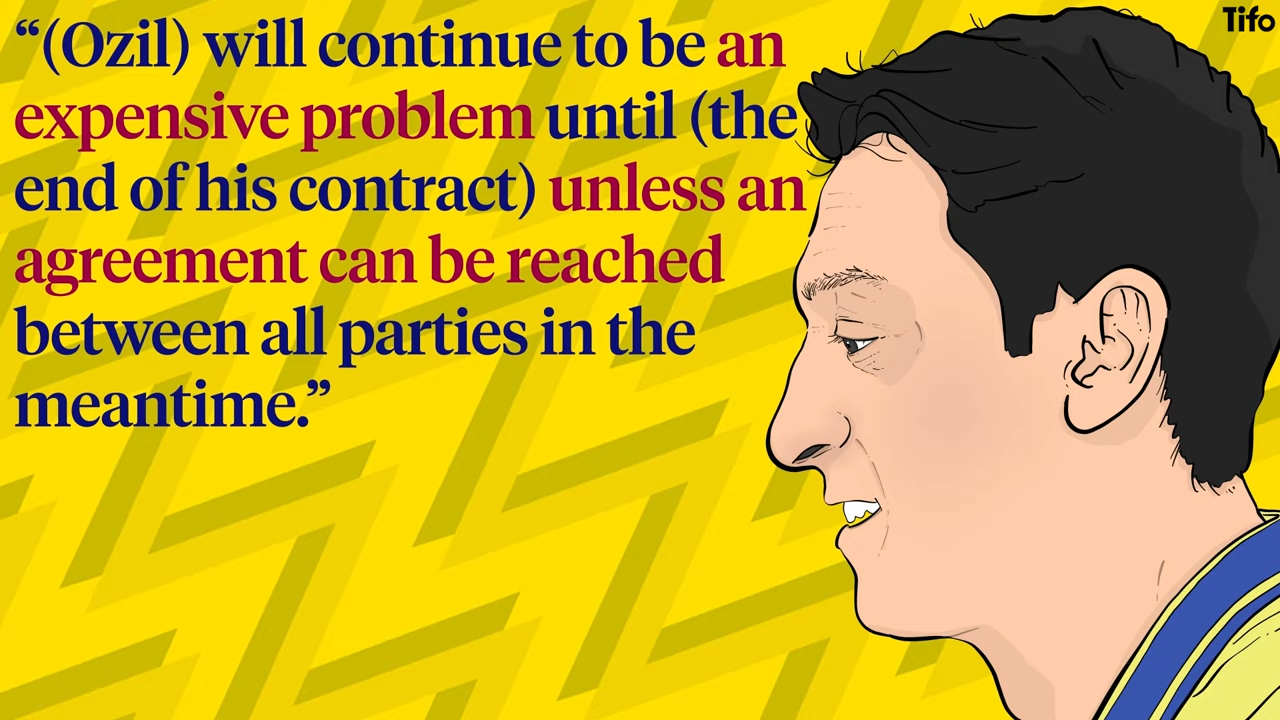 “(Ozil) will continue to be an
expensive problem until (the
end of his contract) unless an
agreement can be reached
between all parties in the
meantime.”
Tifo